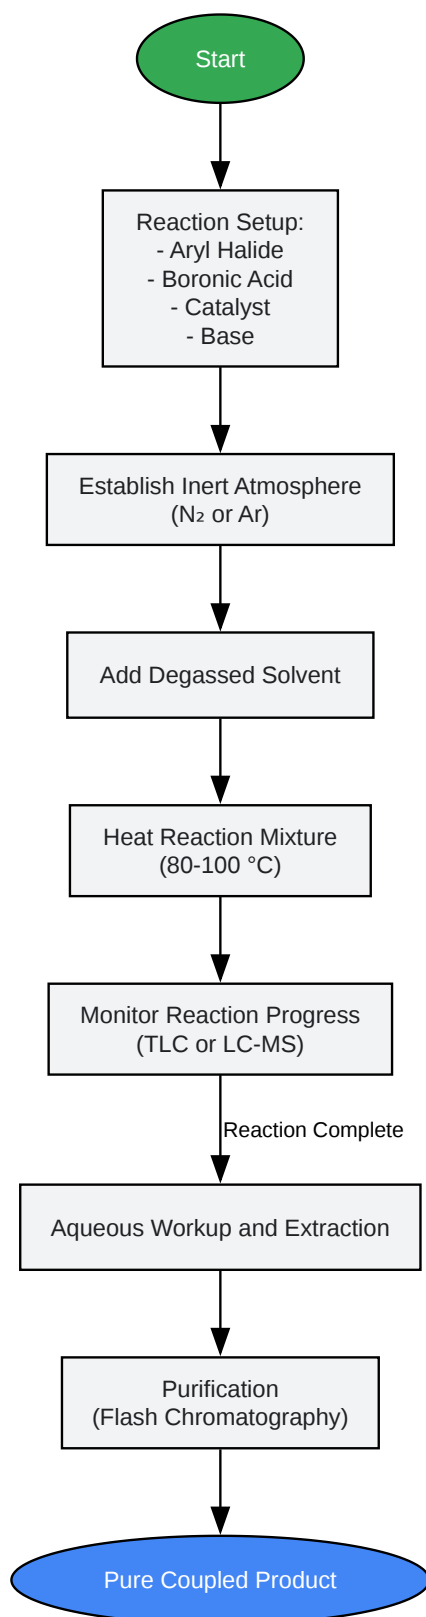 Start
Reaction Setup:
- Aryl Halide
- Boronic Acid
- Catalyst
- Base
Establish Inert Atmosphere
(N₂ or Ar)
Add Degassed Solvent
Heat Reaction Mixture
(80-100 °C)
Monitor Reaction Progress
(TLC or LC-MS)
Reaction Complete
Aqueous Workup and Extraction
Purification
(Flash Chromatography)
Pure Coupled Product